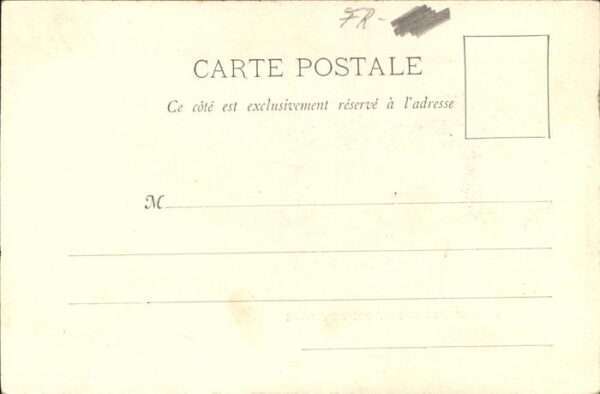 FR-
CARTE POSTALE
Ce côté est exclusivement réservé à l'adresse
M